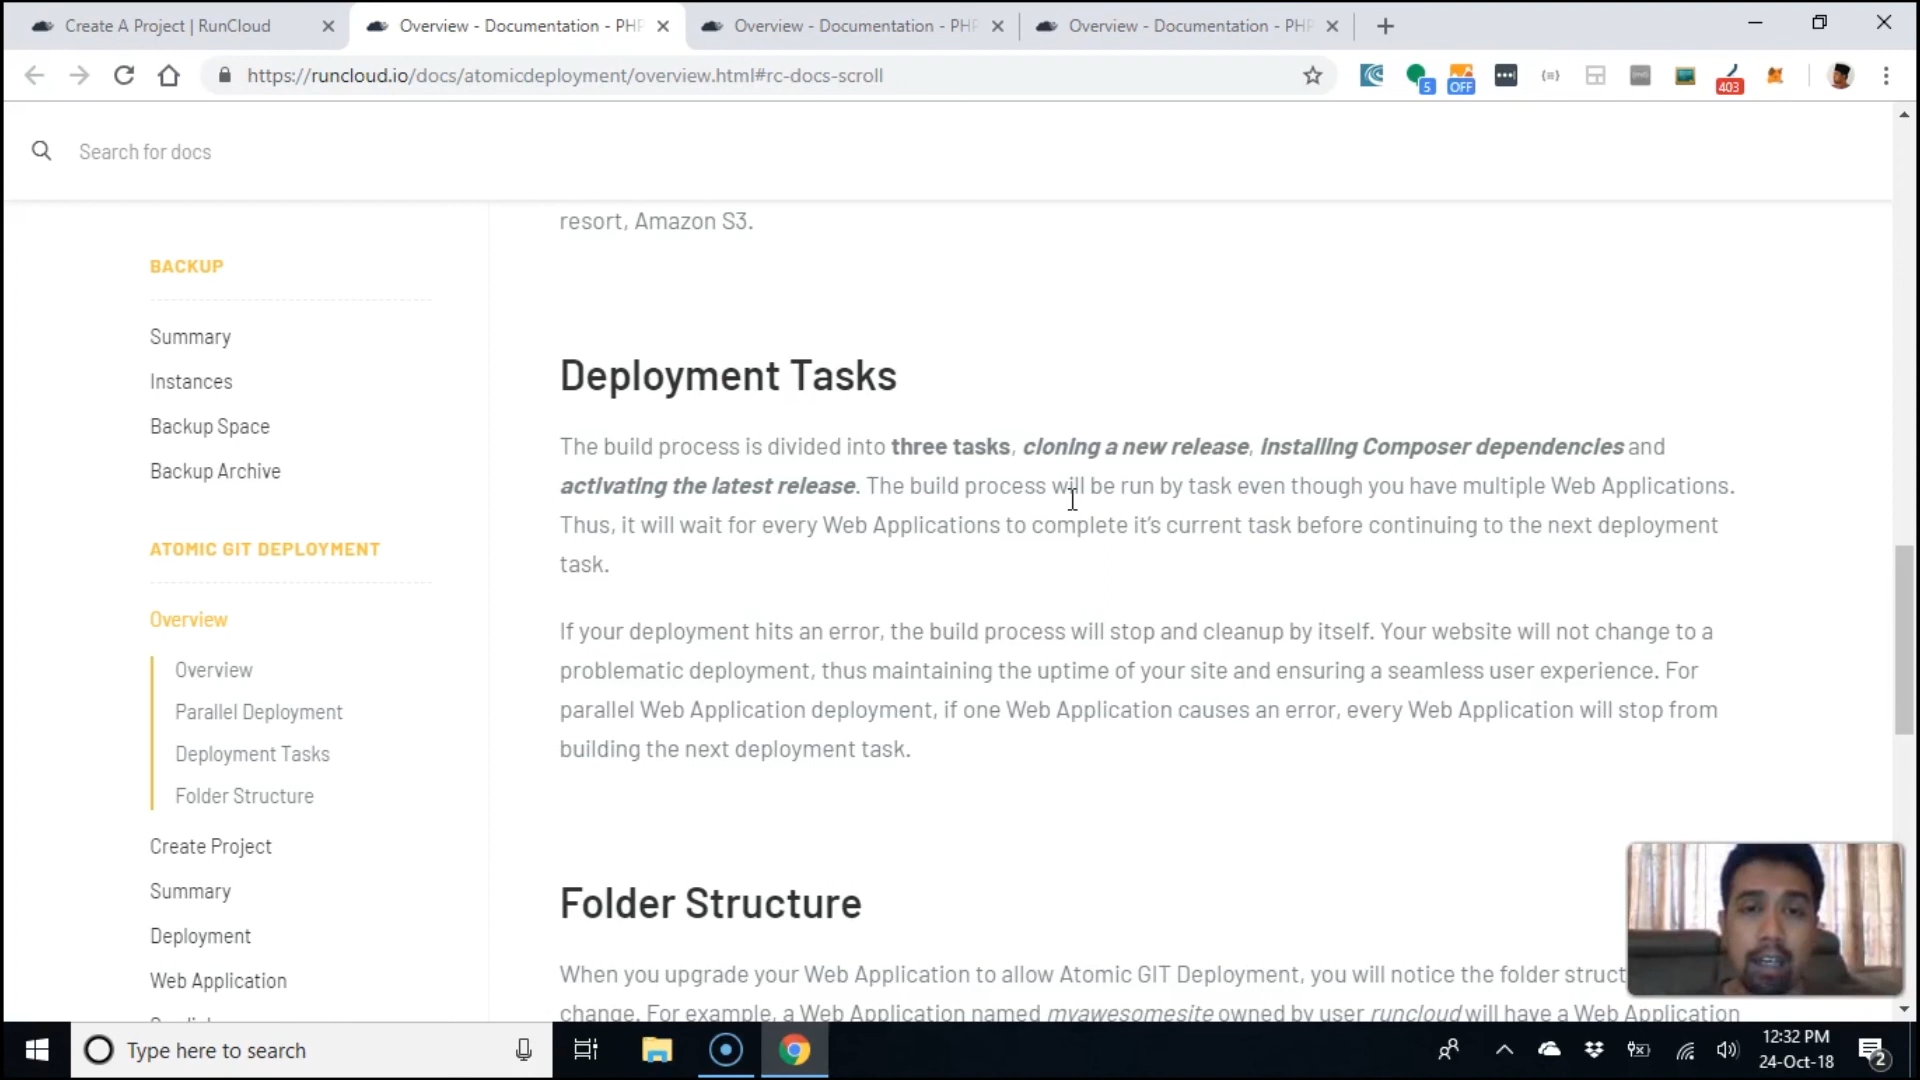 Create A Project | RunCloud
Overview - Documentation - PHP
Overview - Documentation - PHP
Overview - Documentation - PHP
https://runcloud.io/docs/atomicdeployment/overview.html#rc-docs-scroll
5
OFF
403
Search for docs
resort, Amazon S3.
BACKUP
Summary
Instances
Backup Space
Backup Archive
ATOMIC GIT DEPLOYMENT
Overview
Overview
Parallel Deployment
Deployment Tasks
Folder Structure
Create Project
Summary
Deployment
Web Application
Deployment Tasks
The build process is divided into three tasks, cloning a new release, installing Composer dependencies and
activating the latest release. The build process will be run by task even though you have multiple Web Applications.
Thus, it will wait for every Web Applications to complete it's current task before continuing to the next deployment
task.
If your deployment hits an error, the build process will stop and cleanup by itself. Your website will not change to a
problematic deployment, thus maintaining the uptime of your site and ensuring a seamless user experience. For
parallel Web Application deployment, if one Web Application causes an error, every Web Application will stop from
building the next deployment task.
Folder Structure
When you upgrade your Web Application to allow Atomic GIT Deployment, you will notice the folder struct
change. For example, a Web Application named myawesomesite owned by user runcloud will have a Web Application
Type here to search
12:32 PM
24-Oct-18
2